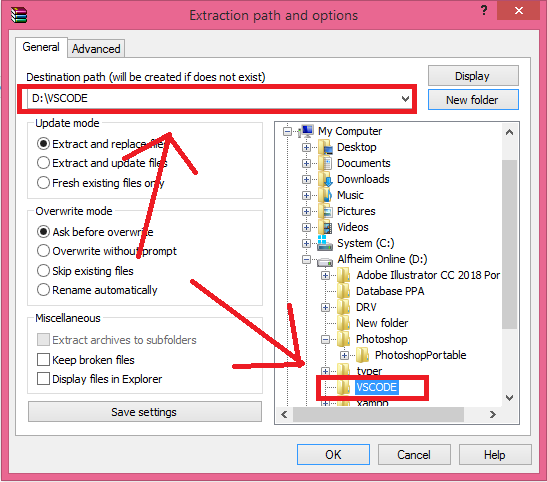 Extraction path and options
?
General
Advanced
Destination path (will be created if does not exist)
D:\VSCODE
Display
New folder
Update mode
Extract and replace files
Extract and update files
Fresh existing files only
Overwrite mode
Ask before overwrite
Overwrite without prompt
Skip existing files
Rename automatically
Miscellaneous
Extract archives to subfolders
Keep broken files
Display files in Explorer
Save settings
My Computer
Desktop
Documents
Downloads
Music
Pictures
Videos
System (C:)
Alfheim Online (D:)
Adobe Illustrator CC 2018 Por
Database PPA
DRV
New folder
Photoshop
PhotoshopPortable
typer
VSCODE
xampp
OK
Cancel
Help